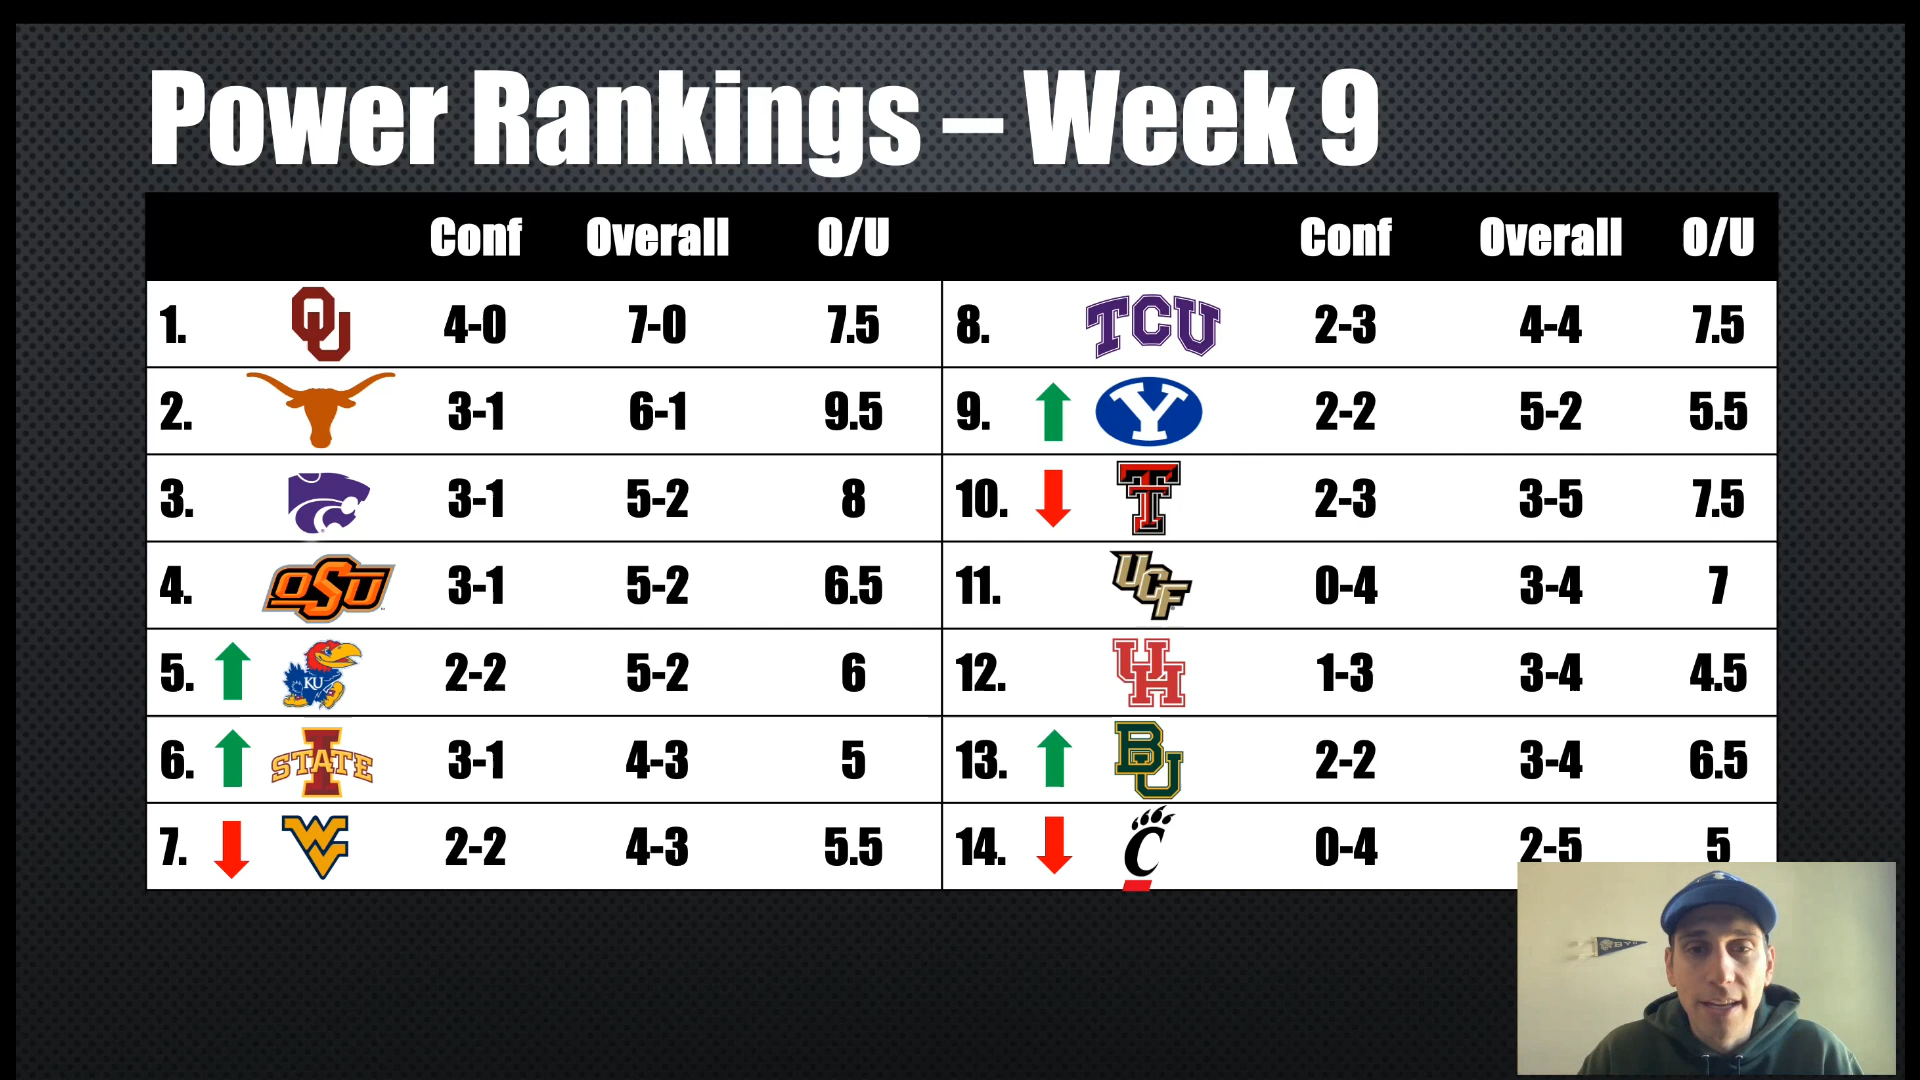 Power Rankings – Week 9
Conf Overall O/U Conf Overall O/U
1. OU 4-0 7-0 7.5
2. 3-1 6-1 9.5
3. 3-1 5-2 8
4. OSU 3-1 5-2 6.5
5. KU 2-2 5-2 6
6. I STATE 3-1 4-3 5
7. WV 2-2 4-3 5.5
8. TCU 2-3 4-4 7.5
9. Y 2-2 5-2 5.5
10. TT 2-3 3-5 7.5
11. UCF 0-4 3-4 7
12. UH 1-3 3-4 4.5
13. BU 2-2 3-4 6.5
14. C 0-4 2-5 5
BYU